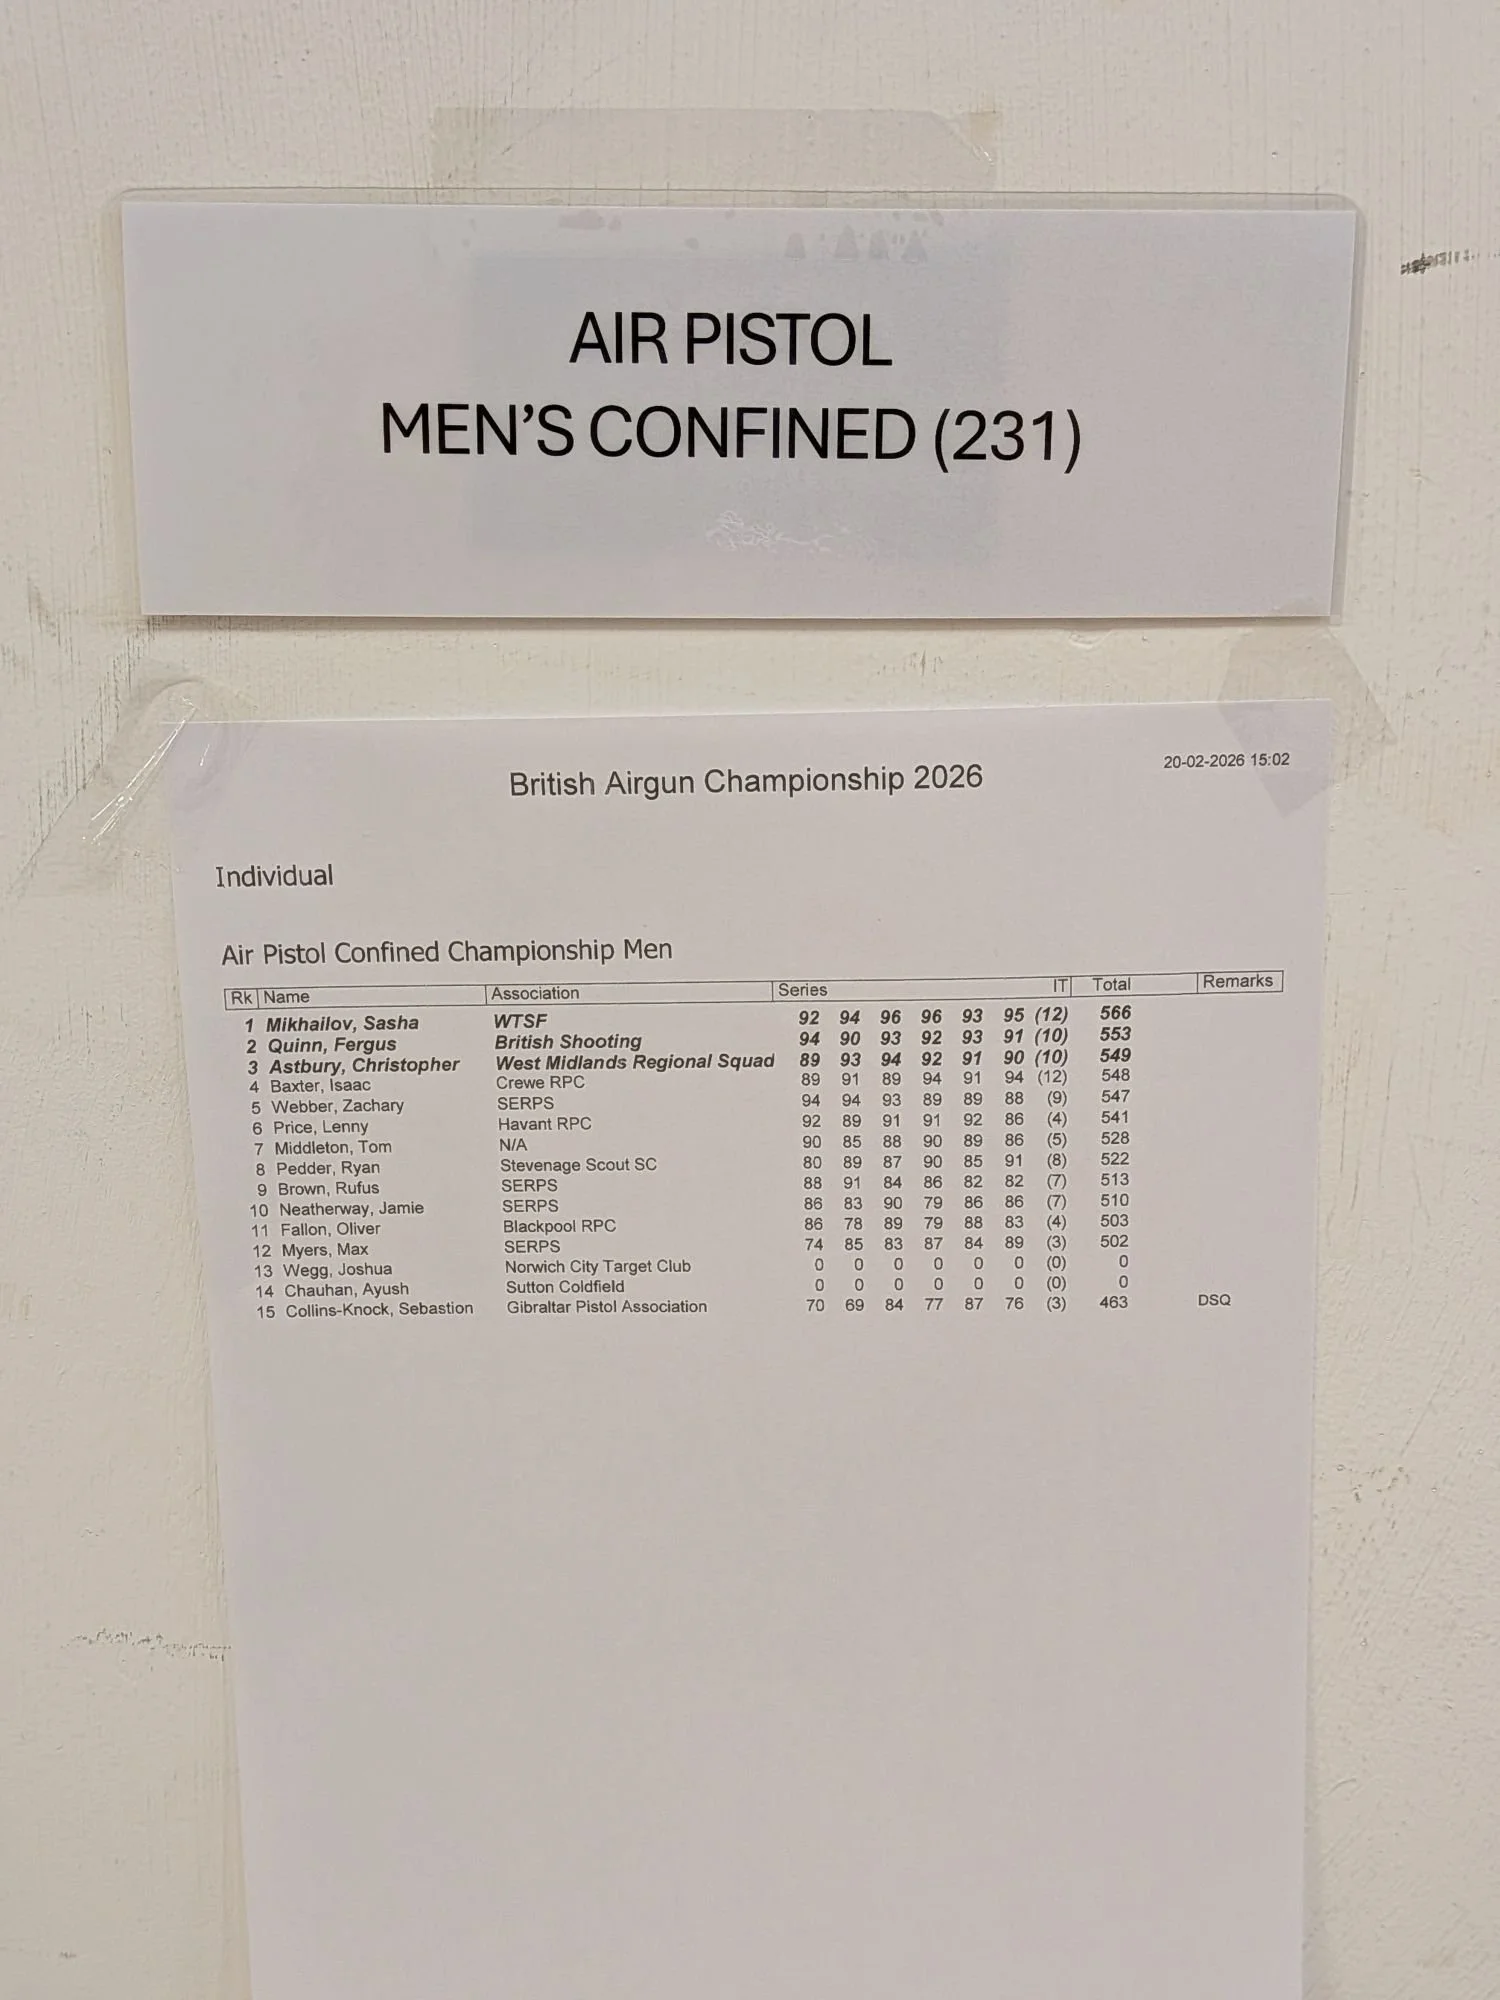 AIR PISTOL
MEN'S CONFINED (231)
20-02-2026 15:02
British Airgun Championship 2026
Individual
Air Pistol Confined Championship Men
Rk Name Association Series IT Total Remarks
1 Mikhailov, Sasha WTSF 92 94 96 96 93 95 (12) 566
2 Quinn, Fergus British Shooting 94 90 93 92 93 91 (10) 553
3 Astbury, Christopher West Midlands Regional Squad 89 93 94 92 91 90 (10) 549
4 Baxter, Isaac Crewe RPC 89 91 89 94 91 94 (12) 548
5 Webber, Zachary SERPS 94 94 93 89 89 88 (9) 547
6 Price, Lenny Havant RPC 92 89 91 91 92 86 (4) 541
7 Middleton, Tom N/A 90 85 88 90 89 86 (5) 528
8 Pedder, Ryan Stevenage Scout SC 80 89 87 90 85 91 (8) 522
9 Brown, Rufus SERPS 88 91 84 86 82 82 (7) 513
10 Neatherway, Jamie SERPS 86 83 90 79 86 86 (7) 510
11 Fallon, Oliver Blackpool RPC 86 78 89 79 88 83 (4) 503
12 Myers, Max SERPS 74 85 83 87 84 89 (3) 502
13 Wegg, Joshua Norwich City Target Club 0 0 0 0 0 0 (0) 0
14 Chauhan, Ayush Sutton Coldfield 0 0 0 0 0 0 (0) 0
15 Collins-Knock, Sebastion Gibraltar Pistol Association 70 69 84 77 87 76 (3) 463 DSQ